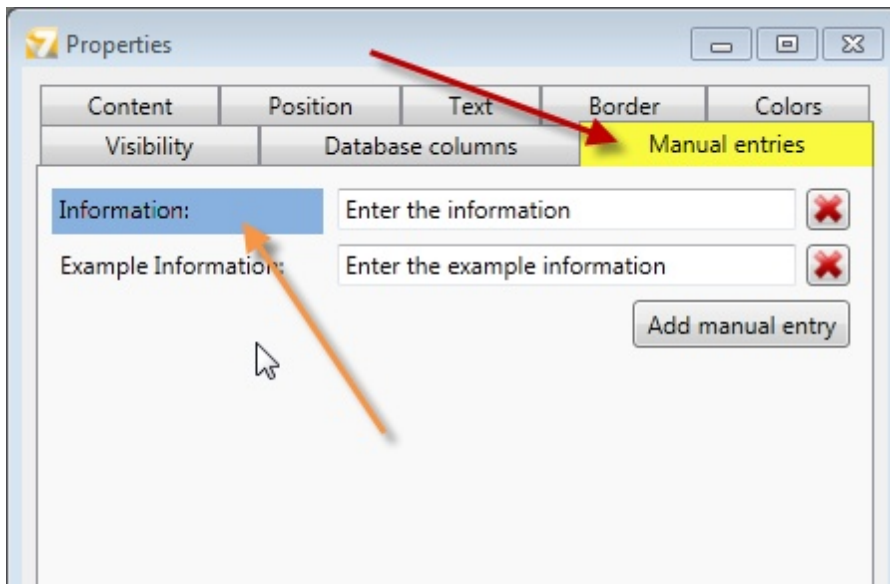 Properties
Content Position Text Border Colors
Visibility Database columns Manual entries
Information: Enter the information
Example Information: Enter the example information
Add manual entry